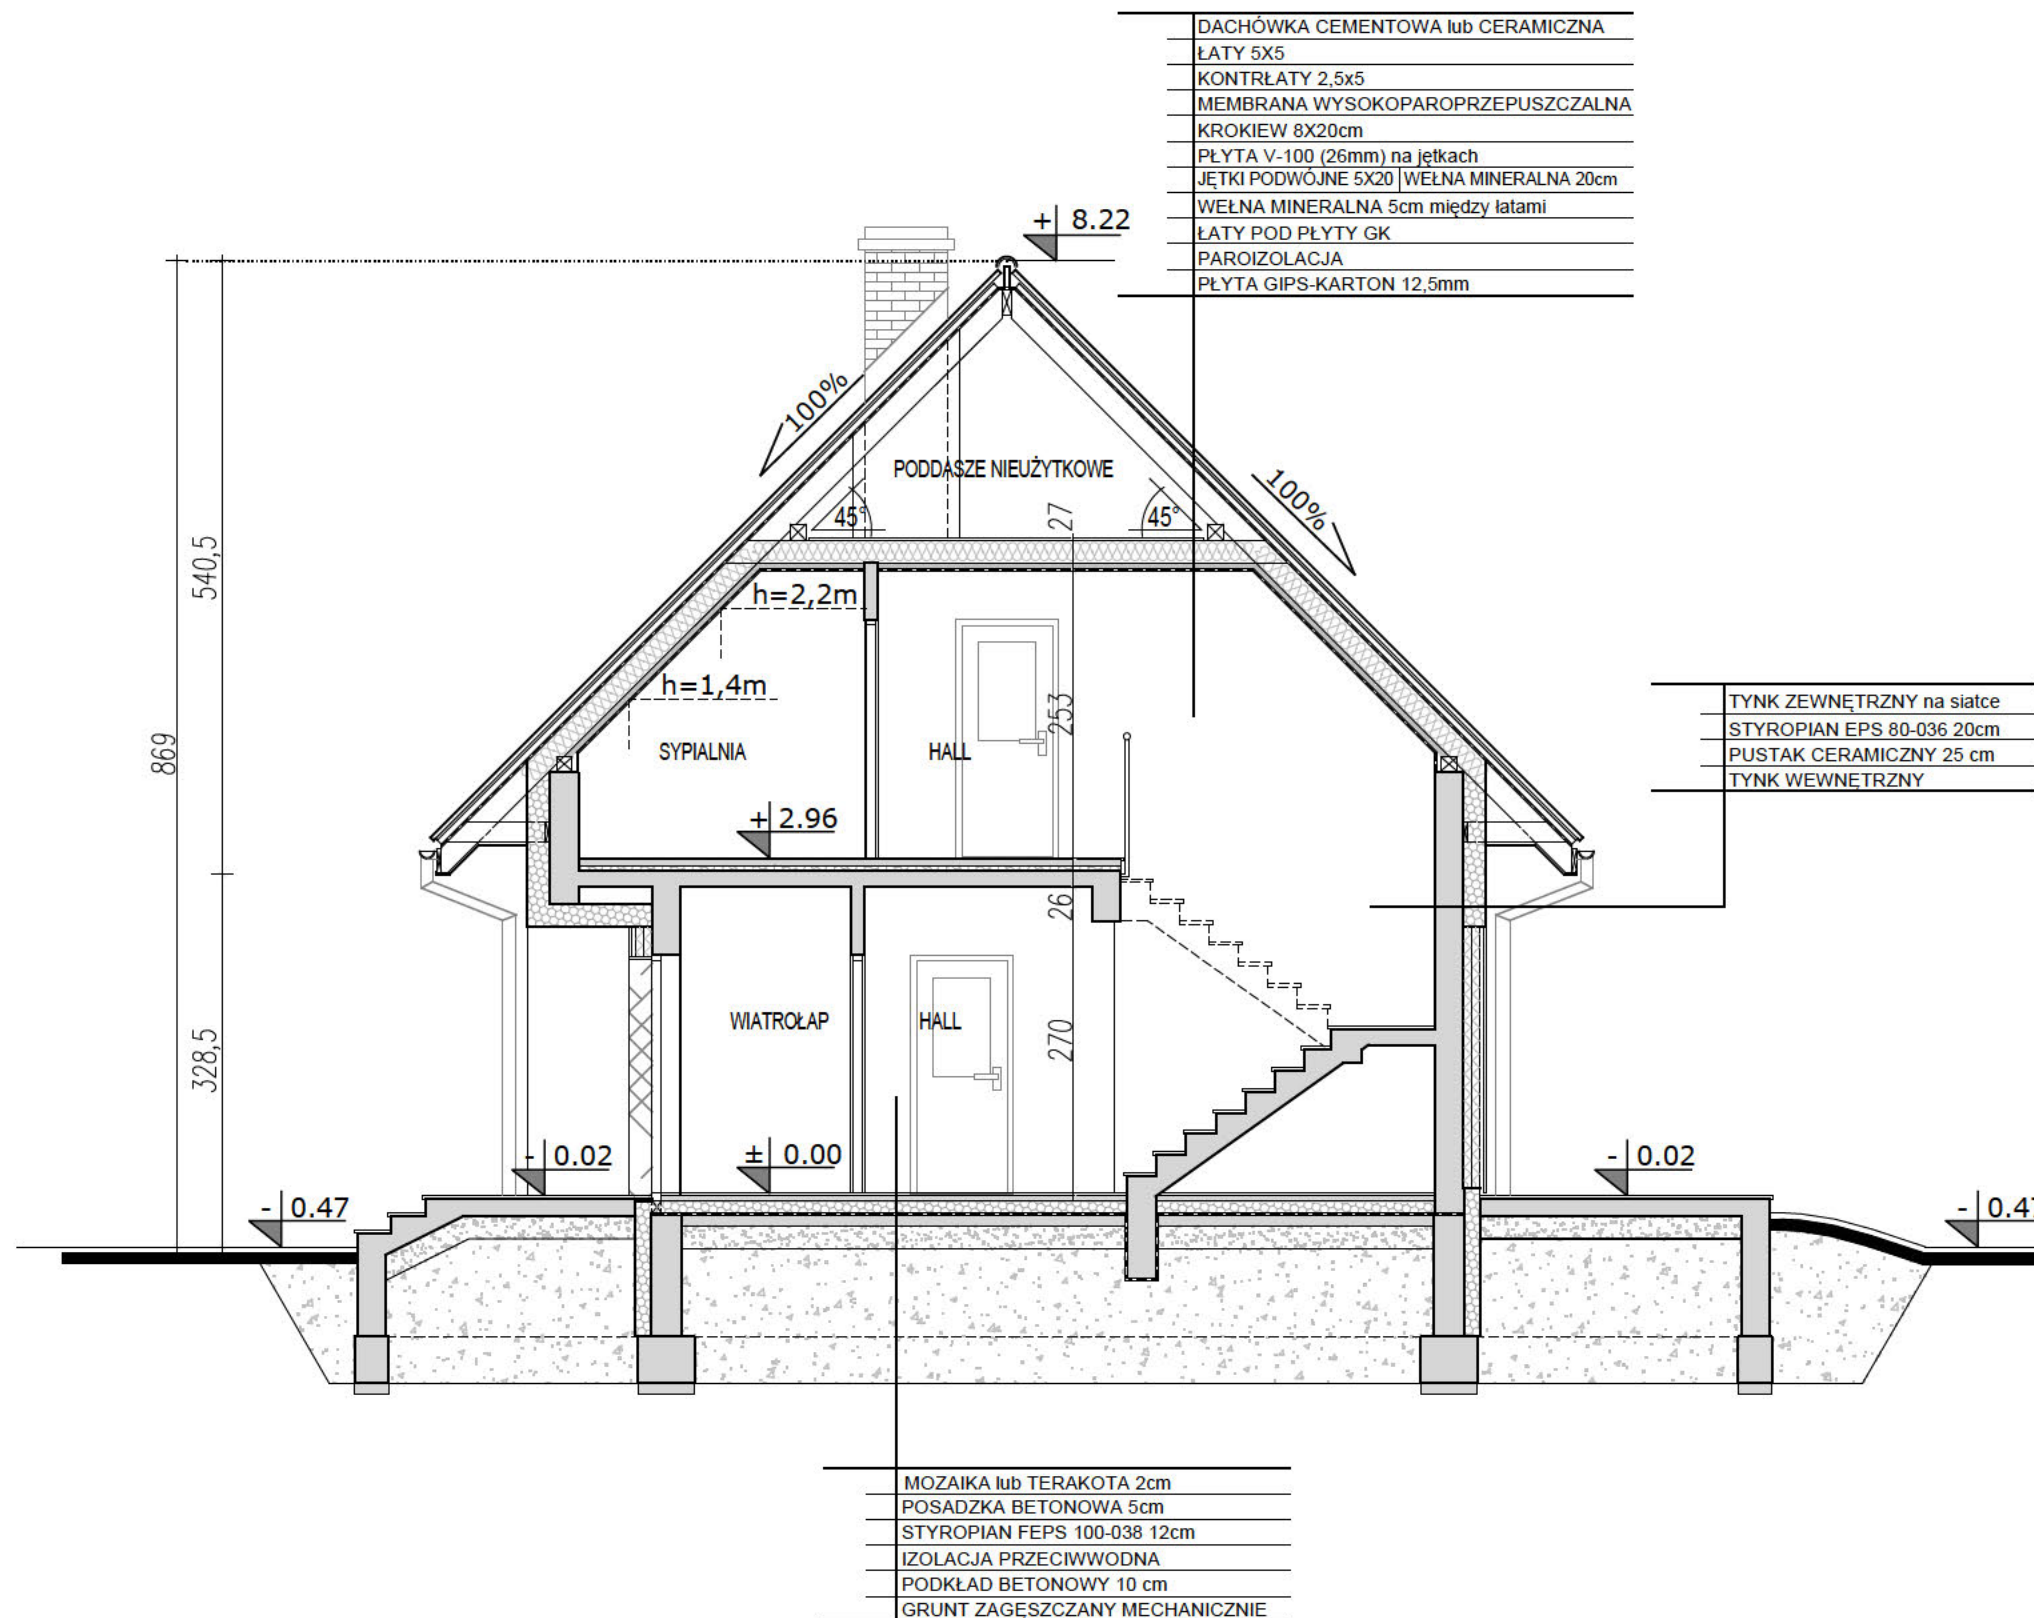 DACHÓWKA CEMENTOWA lub CERAMICZNA
ŁATY 5X5
KONTRŁATY 2,5x5
MEMBRANA WYSOKOPAROPRZEPUSZCZALNA
KROKIEW 8X20cm
PŁYTA V-100 (26mm) na jętkach
JĘTKI PODWÓJNE 5X20 WEŁNA MINERALNA 20cm
WEŁNA MINERALNA 5cm między łatami
ŁATY POD PŁYTY GK
PAROIZOLACJA
PŁYTA GIPS-KARTON 12,5mm
+ 8.22
100%
PODDASZE NIEUŻYTKOWE
100%
45°
27
45°
540,5
h=2,2m
h=1,4m
253
869
SYPIALNIA
HALL
TYNK ZEWNĘTRZNY na siatce
STYROPIAN EPS 80-036 20cm
PUSTAK CERAMICZNY 25 cm
TYNK WEWNĘTRZNY
+ 2.96
26
328,5
WIATROŁAP
HALL
270
- 0.02
± 0.00
- 0.02
- 0.47
- 0.47
MOZAIKA lub TERAKOTA 2cm
POSADZKA BETONOWA 5cm
STYROPIAN FEPS 100-038 12cm
IZOLACJA PRZECIWWODNA
PODKŁAD BETONOWY 10 cm
GRUNT ZAGĘSZCZANY MECHANICZNIE